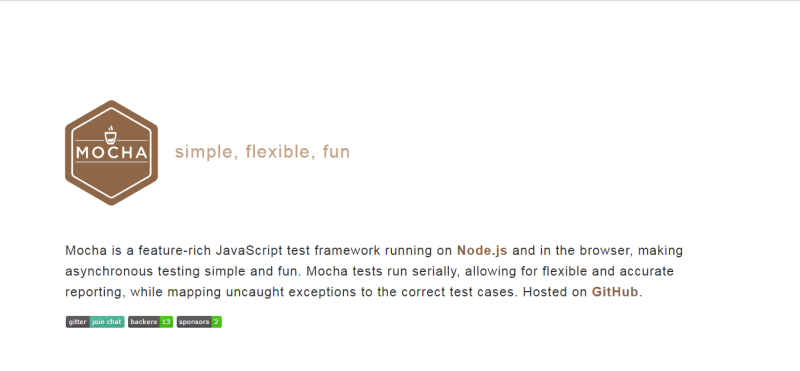 MOCHA
simple, flexible, fun
Mocha is a feature-rich JavaScript test framework running on Node.js and in the browser, making
asynchronous testing simple and fun. Mocha tests run serially, allowing for flexible and accurate
reporting, while mapping uncaught exceptions to the correct test cases. Hosted on GitHub.
gitter join chat backers 13 sponsors 2